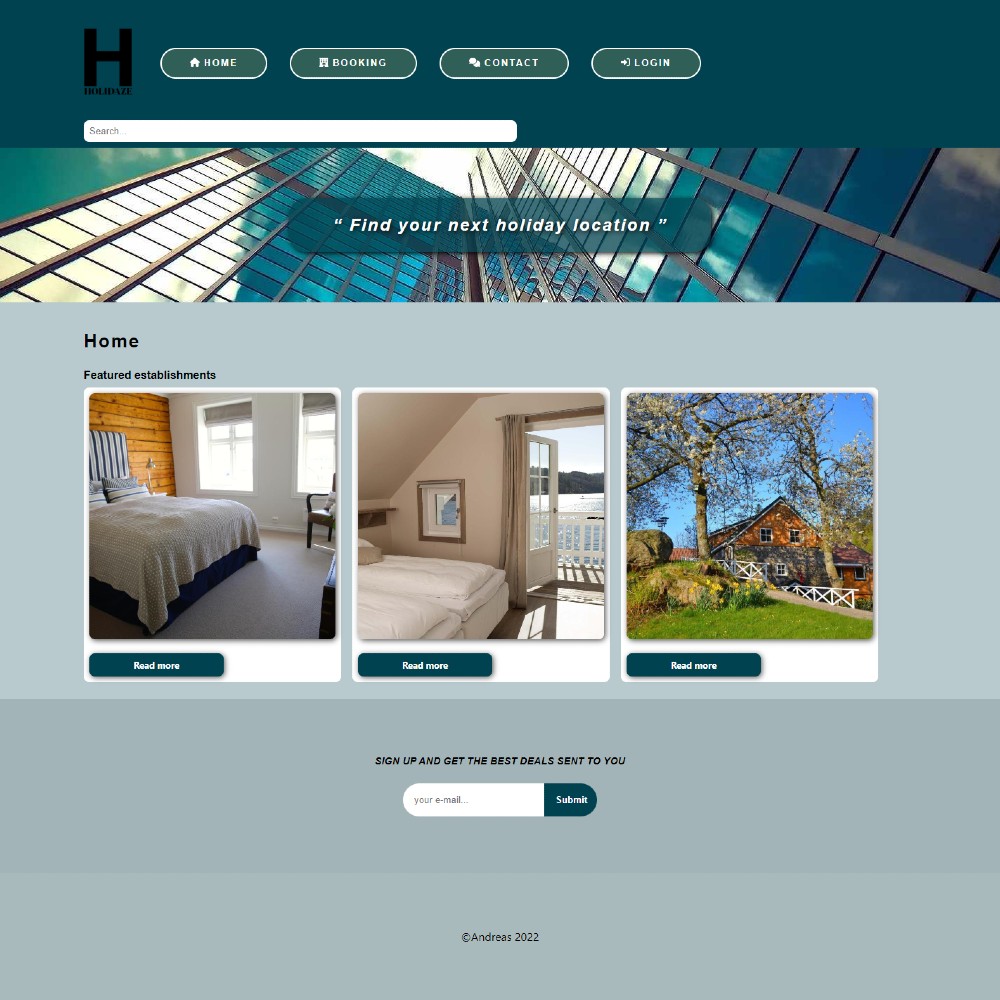 H
HOLIDAZE
HOME
BOOKING
CONTACT
LOGIN
Search...
“ Find your next holiday location ”
Home
Featured establishments
Read more
Read more
Read more
SIGN UP AND GET THE BEST DEALS SENT TO YOU
your e-mail... Submit
©Andreas 2022